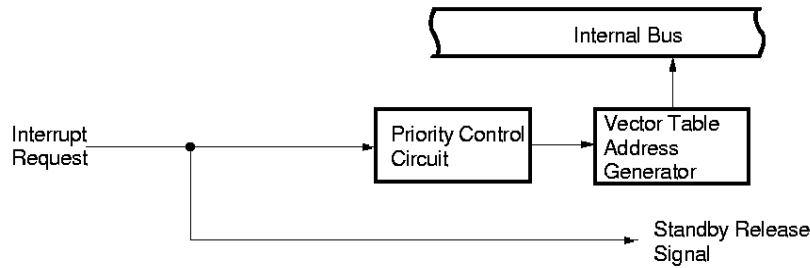 Internal Bus
Interrupt
Request
Priority Control
Circuit
Vector Table
Address
Generator
Standby Release
Signal